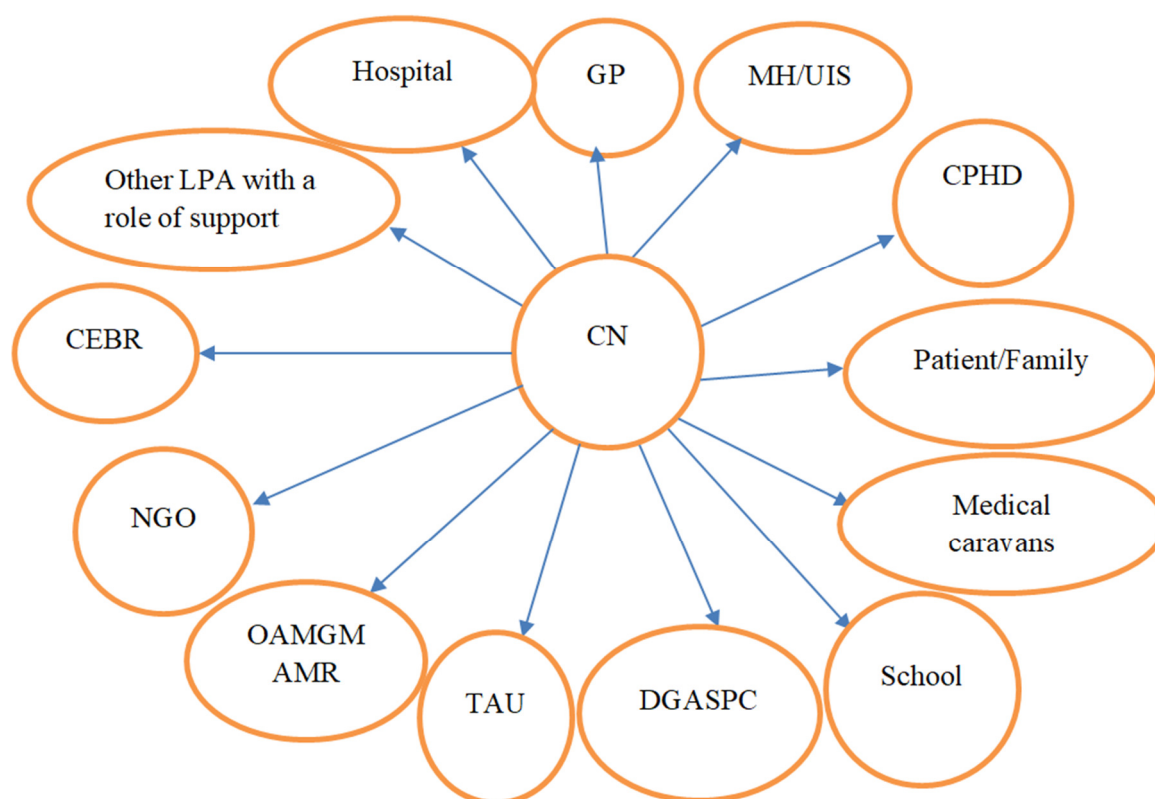 Hospital
GP
MH/UIS
CPHD
Other LPA with a
role of support
CN
CEBR
Patient/Family
NGO
Medical
caravans
OAMGM
AMR
TAU
DGASPC
School